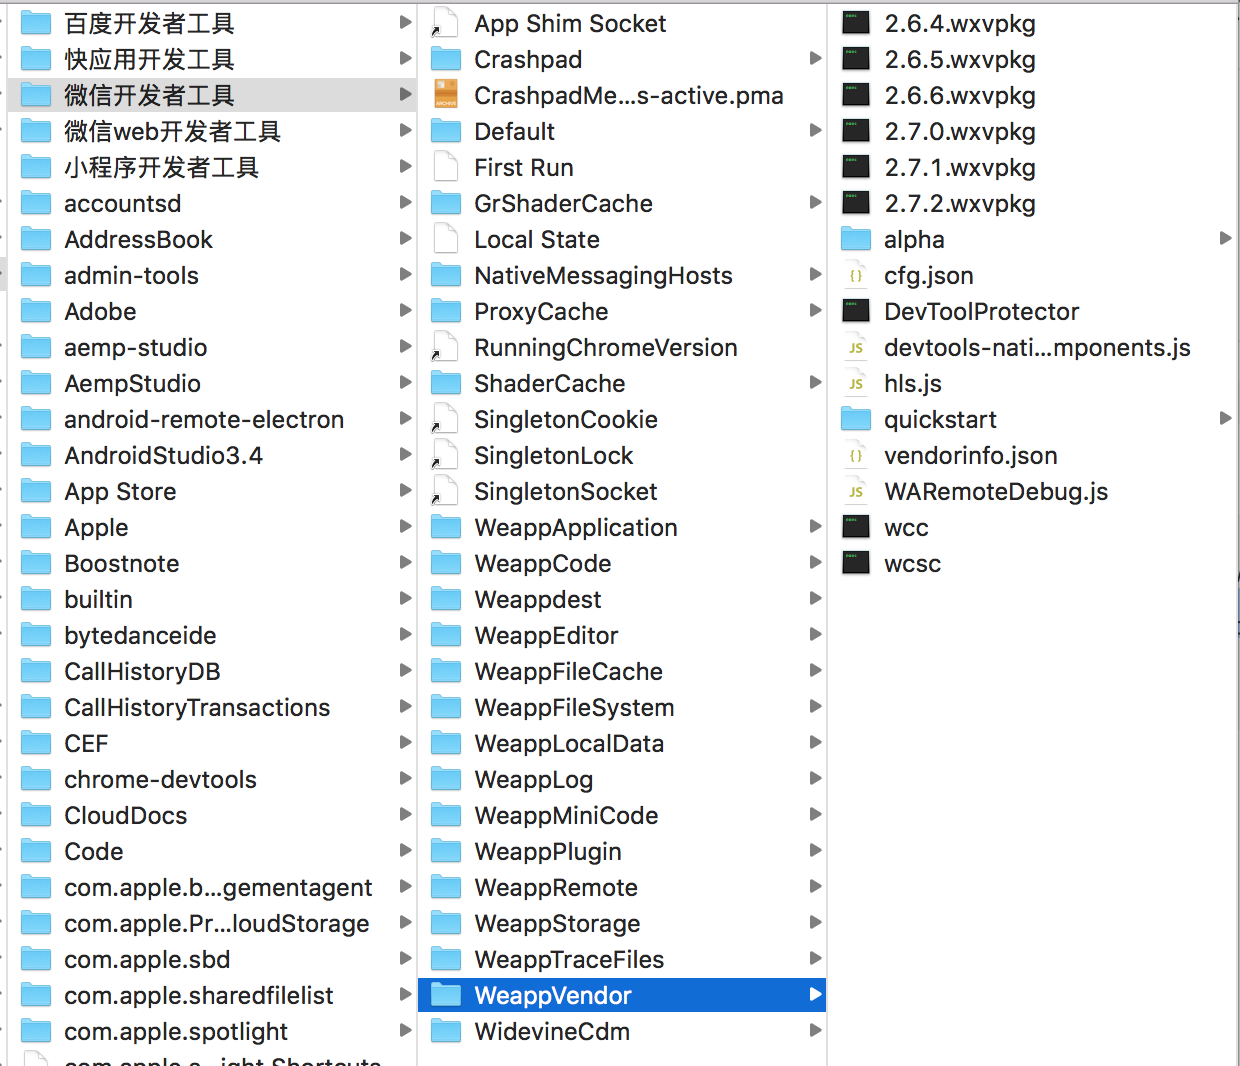 百度开发者工具
快应用开发工具
微信开发者工具
微信web开发者工具
小程序开发者工具
accountsd
AddressBook
admin-tools
Adobe
aemp-studio
AempStudio
android-remote-electron
AndroidStudio3.4
App Store
Apple
Boostnote
builtin
bytedanceide
CallHistoryDB
CallHistoryTransactions
CEF
chrome-devtools
CloudDocs
Code
com.apple.b...gementagent
com.apple.Pr...loudStorage
com.apple.sbd
com.apple.sharedfilelist
com.apple.spotlight
App Shim Socket
Crashpad
CrashpadMe...s-active.pma
Default
First Run
GrShaderCache
Local State
NativeMessagingHosts
ProxyCache
RunningChromeVersion
ShaderCache
SingletonCookie
SingletonLock
SingletonSocket
WeappApplication
WeappCode
Weappdest
WeappEditor
WeappFileCache
WeappFileSystem
WeappLocalData
WeappLog
WeappMiniCode
WeappPlugin
WeappRemote
WeappStorage
WeappTraceFiles
WeappVendor
WidevineCdm
2.6.4.wxvpkg
2.6.5.wxvpkg
2.6.6.wxvpkg
2.7.0.wxvpkg
2.7.1.wxvpkg
2.7.2.wxvpkg
alpha
cfg.json
DevToolProtector
devtools-nati...mponents.js
hls.js
quickstart
vendorinfo.json
WARemoteDebug.js
wcc
wcsc